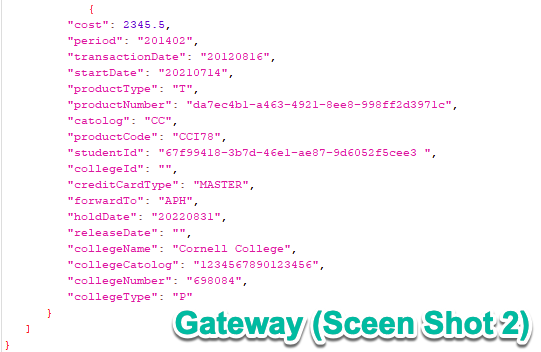 {
"cost": 2345.5,
"period": "201402",
"transactionDate": "20120816",
"startDate": "20210714",
"productType": "T",
"productNumber": "da7ec4b1-a463-4921-8ee8-998ff2d3971c",
"catolog": "CC",
"productCode": "CCI78",
"studentId": "67f99418-3b7d-46e1-ae87-9d6052f5cee3 ",
"collegeId": "",
"creditCardType": "MASTER",
"forwardTo": "APH",
"holdDate": "20220831",
"releaseDate": "",
"collegeName": "Cornell College",
"collegeCatolog": "1234567890123456",
"collegeNumber": "698084",
"collegeType": "P"
}
]
}
Gateway (Sceen Shot 2)